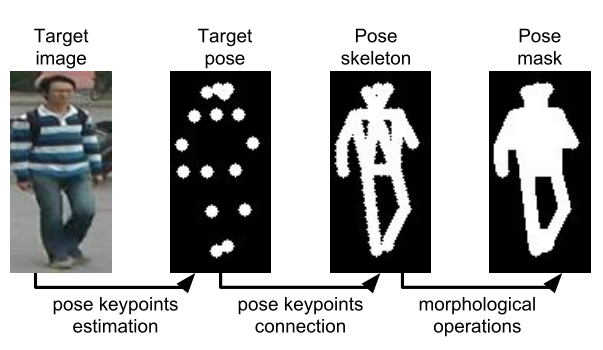 Target
image
Target
pose
Pose
skeleton
Pose
mask
pose keypoints
estimation
pose keypoints
connection
morphological
operations